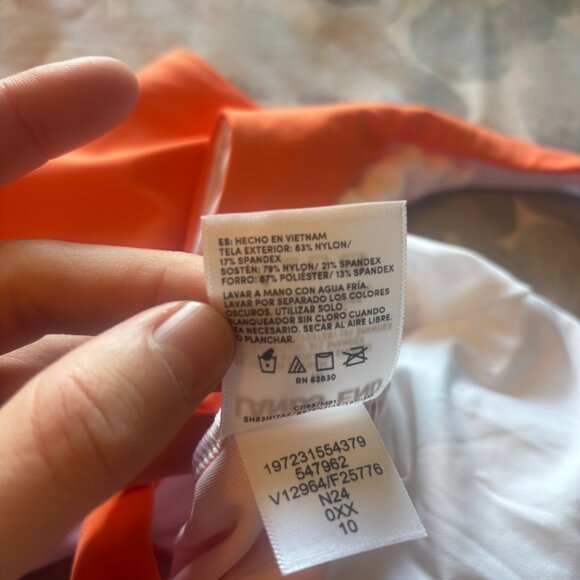 ES: HECHO EN VIETNAM
TELA EXTERIOR: 83% NYLON/
17% SPANDEX
SOSTÉN: 79% NYLON/ 21% SPANDEX
FORRO: 87% POLIÉSTER/ 13% SPANDEX
LAVAR A MANO CON AGUA FRÍA.
LAVAR POR SEPARADO LOS COLORES
OSCUROS. UTILIZAR SOLO
BLANQUEADOR SIN CLORO CUANDO
SEA NECESARIO. SECAR AL AIRE LIBRE.
NO PLANCHAR.
RN 62630
197231554379
547962
V12964/F25776
N24
0XX
10